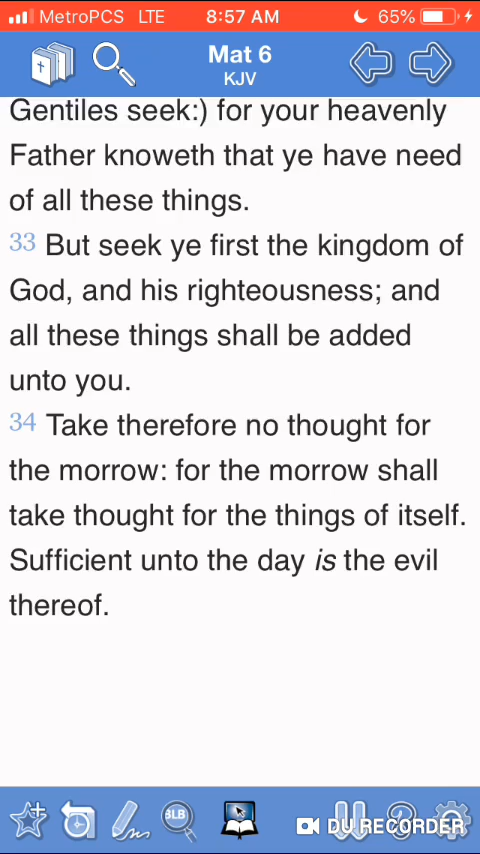 MetroPCS LTE 8:57 AM 65%
Mat 6
KJV
Gentiles seek:) for your heavenly
Father knoweth that ye have need
of all these things.
33 But seek ye first the kingdom of
God, and his righteousness; and
all these things shall be added
unto you.
34 Take therefore no thought for
the morrow: for the morrow shall
take thought for the things of itself.
Sufficient unto the day is the evil
thereof.
BLB
DU RECORDER